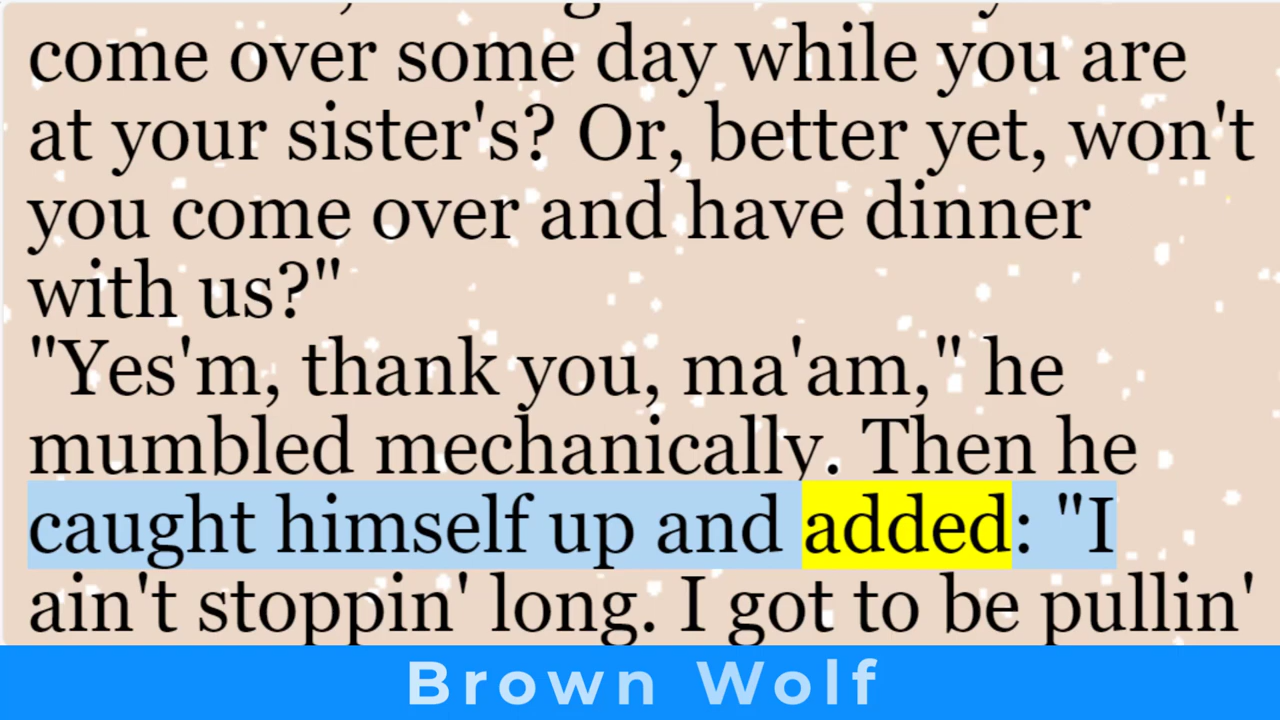 come over some day while you are
at your sister's? Or, better yet, won't
you come over and have dinner
with us?"
"Yes'm, thank you, ma'am," he
mumbled mechanically. Then he
caught himself up and added: "I
ain't stoppin' long. I got to be pullin'
Brown Wolf